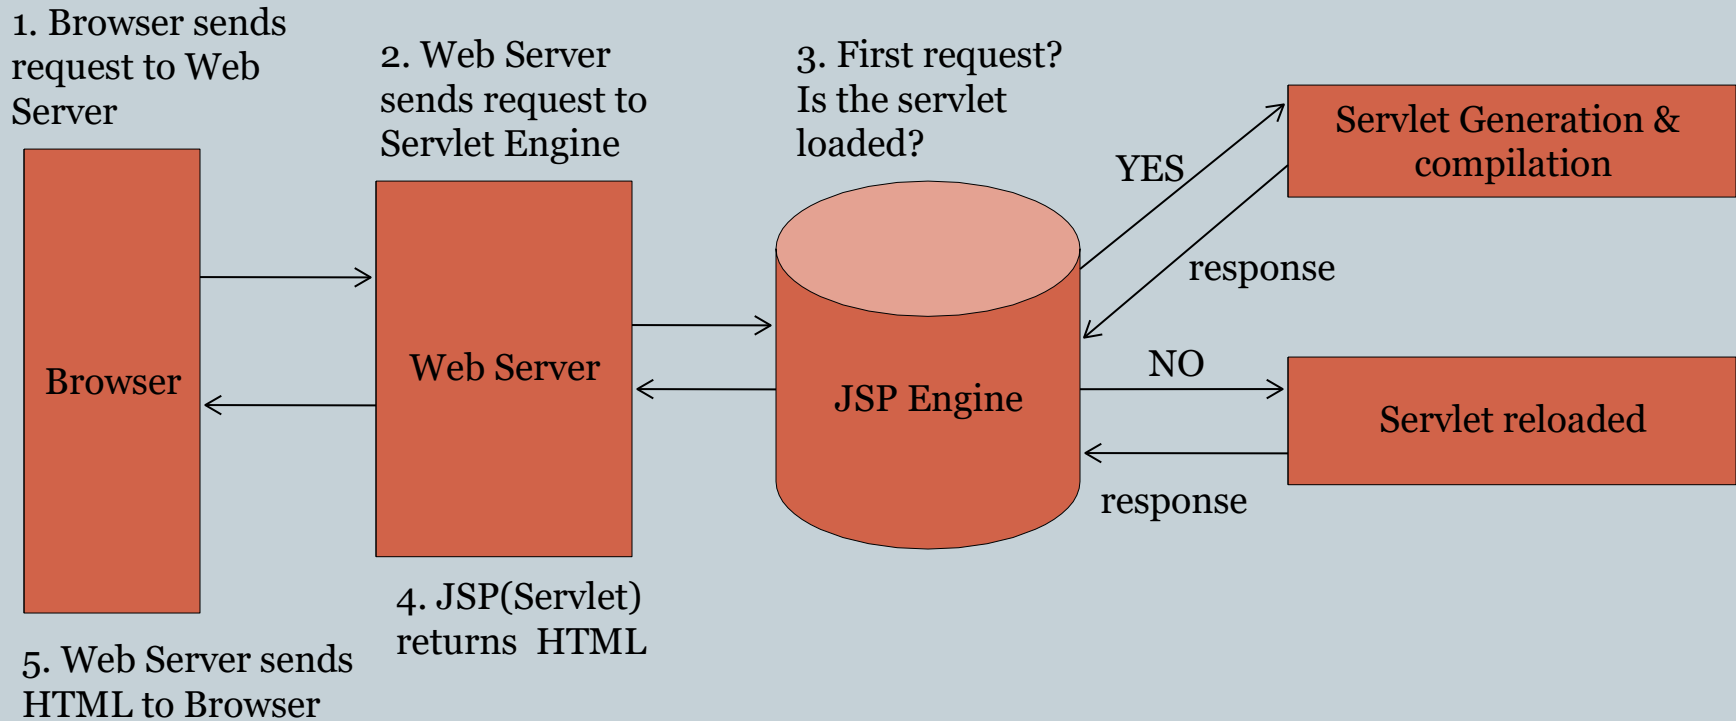 1. Browser sends
request to Web
Server
2. Web Server
sends request to
Servlet Engine
3. First request?
Is the servlet
loaded?
Servlet Generation &
compilation
YES
response
Browser
Web Server
JSP Engine
NO
Servlet reloaded
response
4. JSP(Servlet)
returns HTML
5. Web Server sends
HTML to Browser